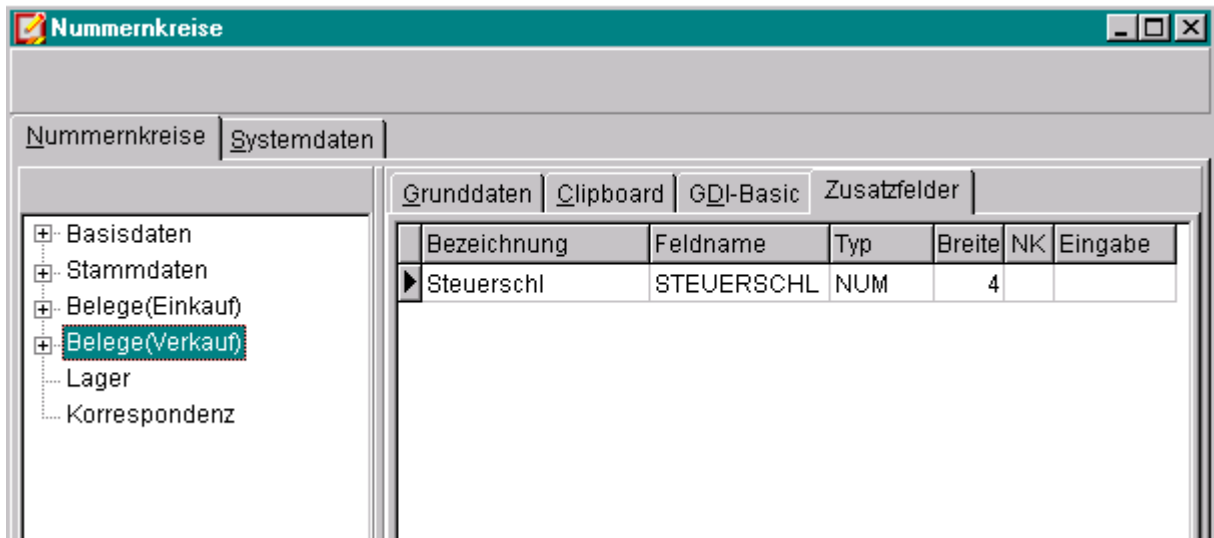 Nummernkreise
Nummernkreise Systemdaten
Grunddaten Clipboard GDI-Basic Zusatzfelder
Basisdaten
Stammdaten
Belege(Einkauf)
Belege(Verkauf)
Lager
Korrespondenz
Bezeichnung Feldname Typ Breite NK Eingabe
Steuerschl STEUERSCHL NUM 4